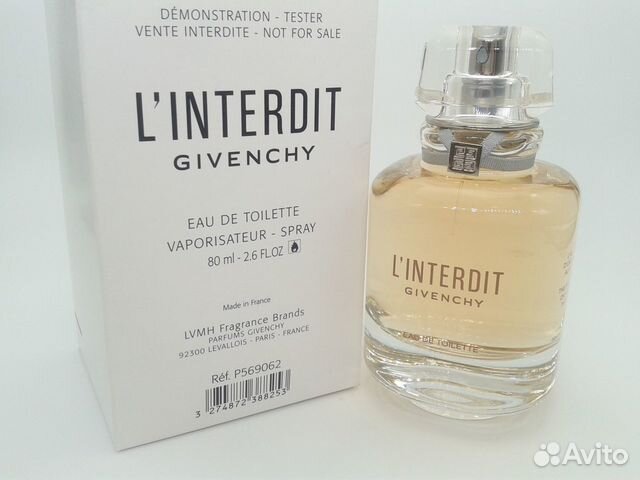 DÉMONSTRATION - TESTER
VENTE INTERDITE - NOT FOR SALE
L'INTERDIT
GIVENCHY
EAU DE TOILETTE
VAPORISATEUR - SPRAY
80 ml - 2.6 FL.OZ
Made in France
LVMH Fragrance Brands
PARFUMS GIVENCHY
92300 LEVALLOIS - PARIS - FRANCE
Réf. P569062
3 274872 388253
L'INTERDIT
GIVENCHY
EAU DE TOILETTE
Avito